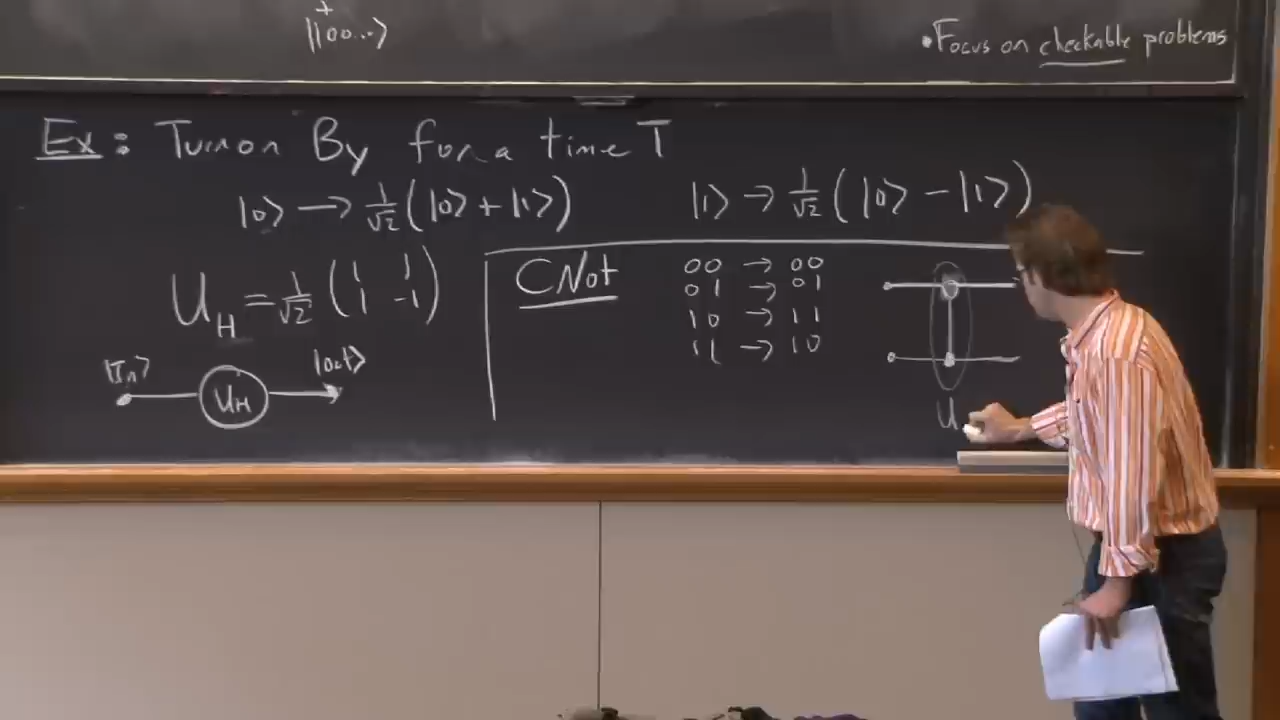 +
|100...⟩
•Focus on checkable problems
Ex: Turn on By for a time T
|0⟩ → 1/√2 (|0⟩ + |1⟩)
|1⟩ → 1/√2 (|0⟩ - |1⟩)
U_H = 1/√2 (1 1
1 -1)
|In⟩
|out⟩
U_H
CNot
00 → 00
01 → 01
10 → 11
11 → 10
U